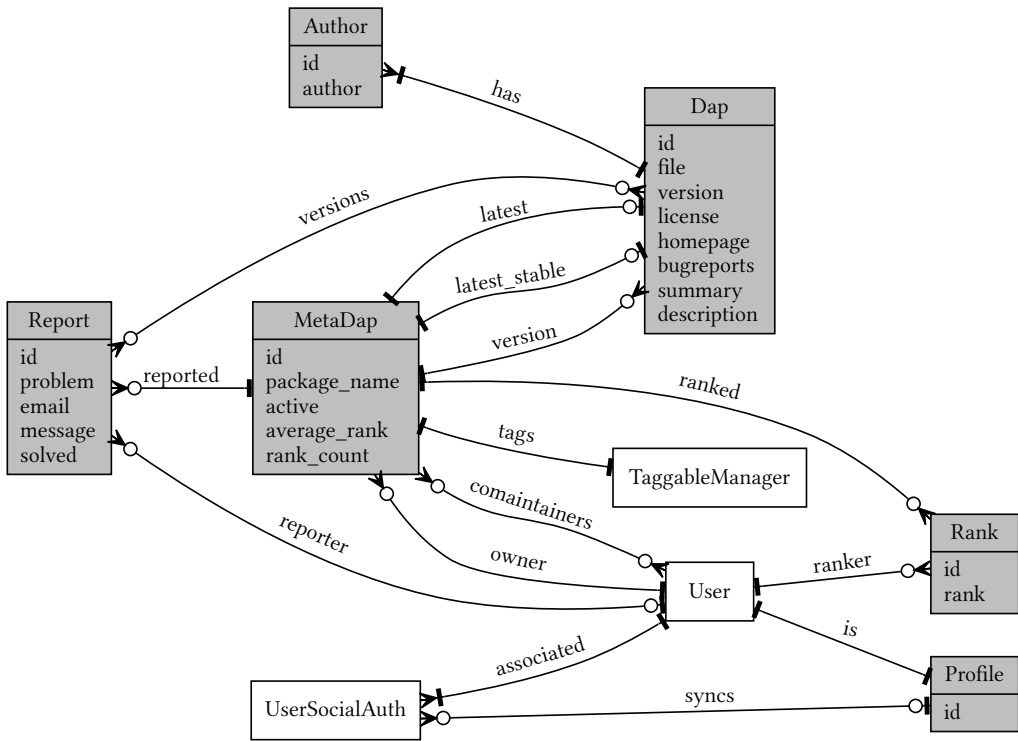 Author
id
author
has
Dap
id
file
version
license
homepage
bugreports
summary
description
versions
latest
latest_stable
version
Report
id
problem
email
message
solved
reported
MetaDap
id
package_name
active
average_rank
rank_count
ranked
tags
TaggableManager
comaintainers
owner
reporter
User
ranker
Rank
id
rank
is
associated
UserSocialAuth
syncs
Profile
id